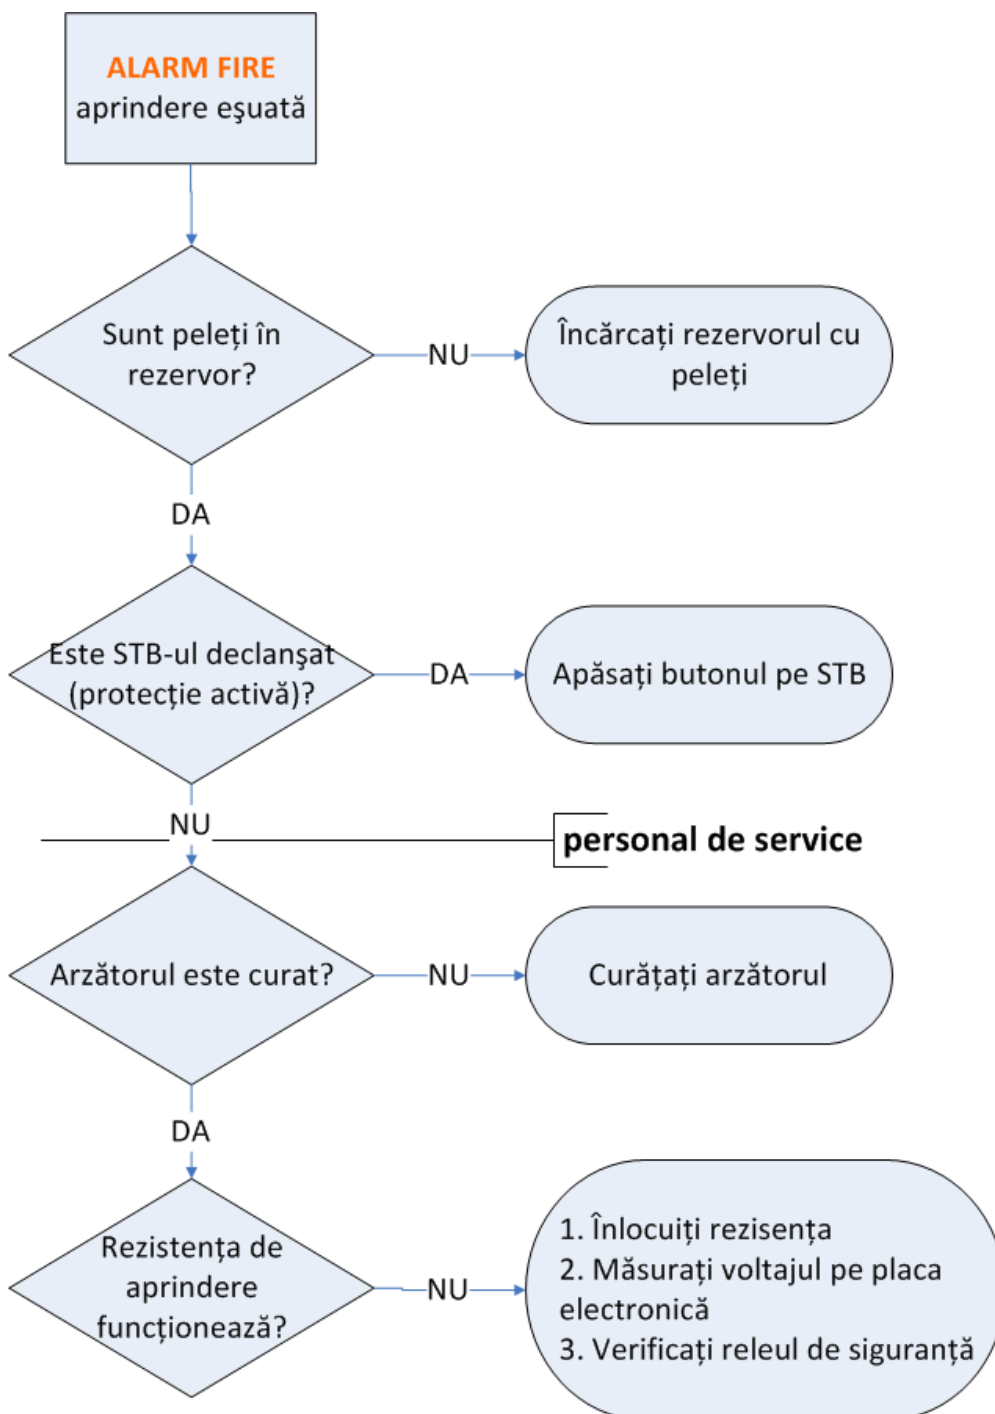 ALARM FIRE
aprindere eşuată
Sunt peleți în
rezervor?
NU
Încărcați rezervorul cu
peleți
DA
Este STB-ul declanşat
(protecție activă)?
DA
Apăsați butonul pe STB
NU
personal de service
Arzătorul este curat?
NU
Curățați arzătorul
DA
Rezistența de
aprindere
funcționează?
NU
1. Înlocuiți rezisența
2. Măsurați voltajul pe placa
electronică
3. Verificați releul de siguranță